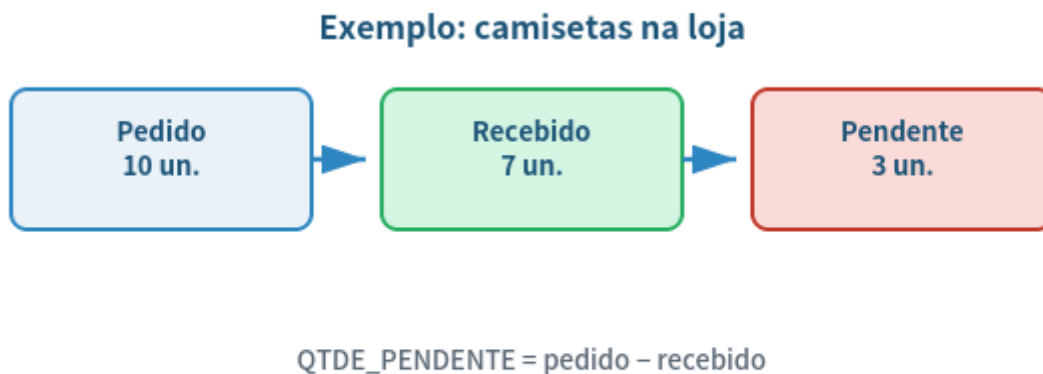 Exemplo: camisetas na loja
Pedido
10 un.
Recebido
7 un.
Pendente
3 un.
QTDE_PENDENTE = pedido − recebido